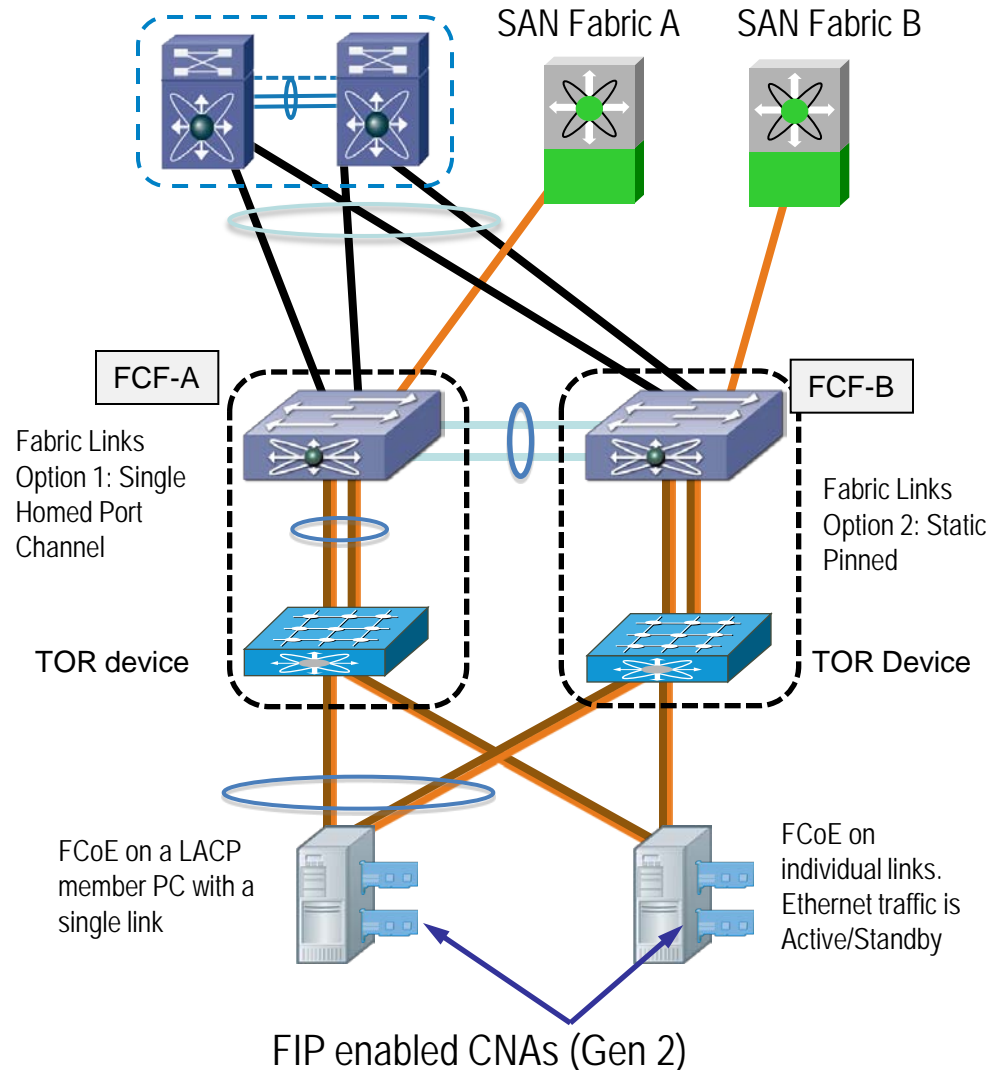 SAN Fabric A
SAN Fabric B
FCF-A
FCF-B
Fabric Links
Option 1: Single
Homed Port
Channel
Fabric Links
Option 2: Static
Pinned
TOR device
TOR Device
FCoE on a LACP
member PC with a
single link
FCoE on
individual links.
Ethernet traffic is
Active/Standby
FIP enabled CNAs (Gen 2)